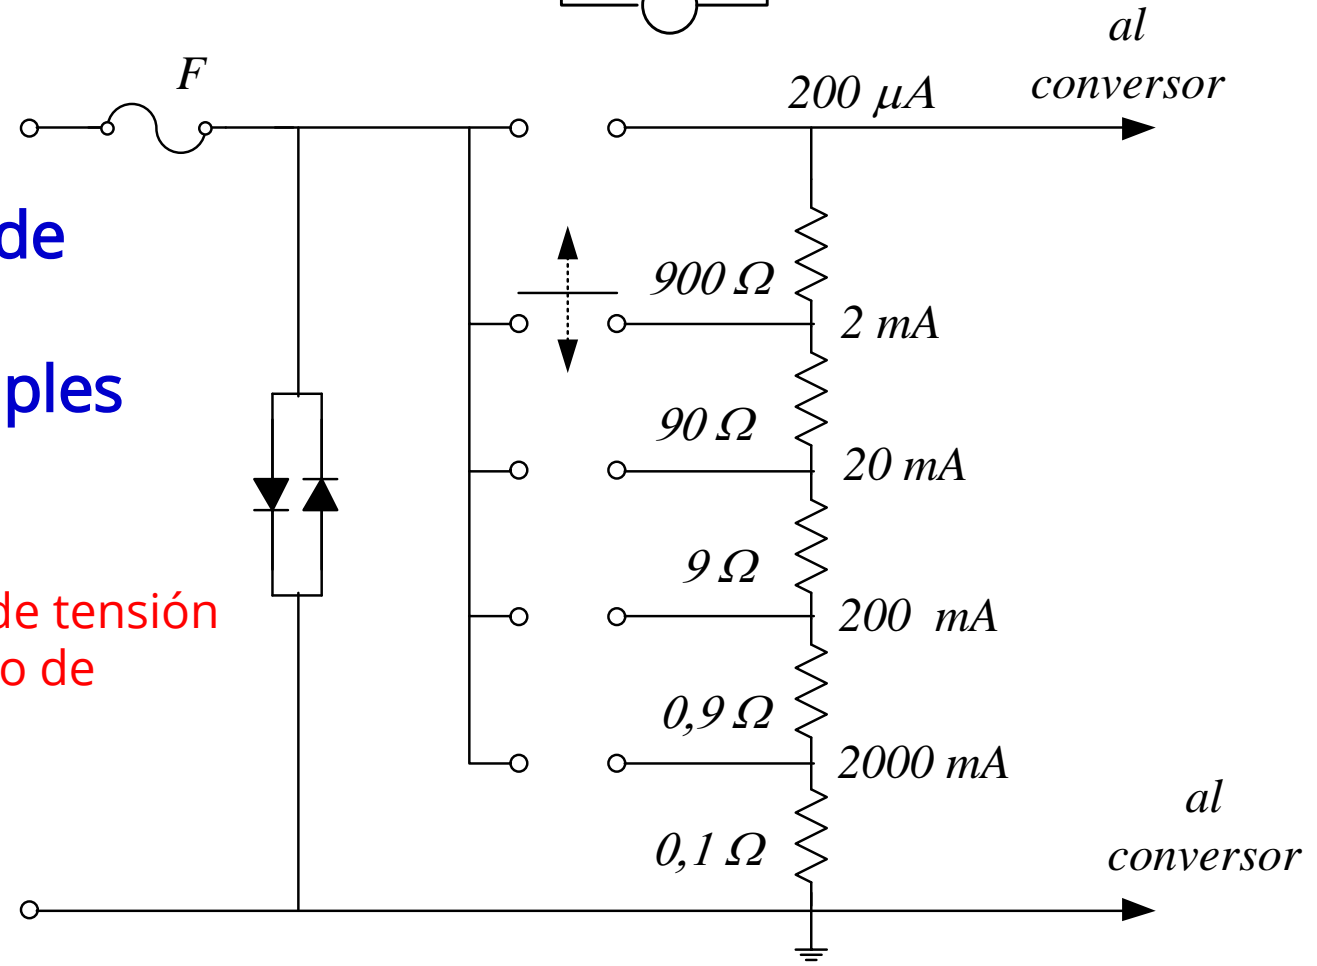 al
conversor
F
200 μA
de
900 Ω
2 mA
ples
90 Ω
20 mA
9 Ω
de tensión
200 mA
o de
0,9 Ω
2000 mA
al
0,1 Ω
conversor